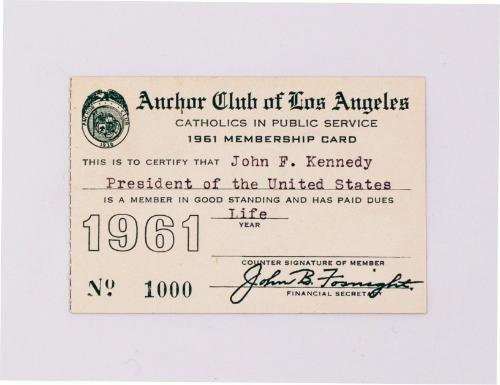 Anchor Club of Los Angeles
CATHOLICS IN PUBLIC SERVICE
1961 MEMBERSHIP CARD
THIS IS TO CERTIFY THAT John F. Kennedy
President of the United States
IS A MEMBER IN GOOD STANDING AND HAS PAID DUES
Life
YEAR
1961
COUNTER SIGNATURE OF MEMBER
John B. Fosnight
FINANCIAL SECRETARY
Nº 1000